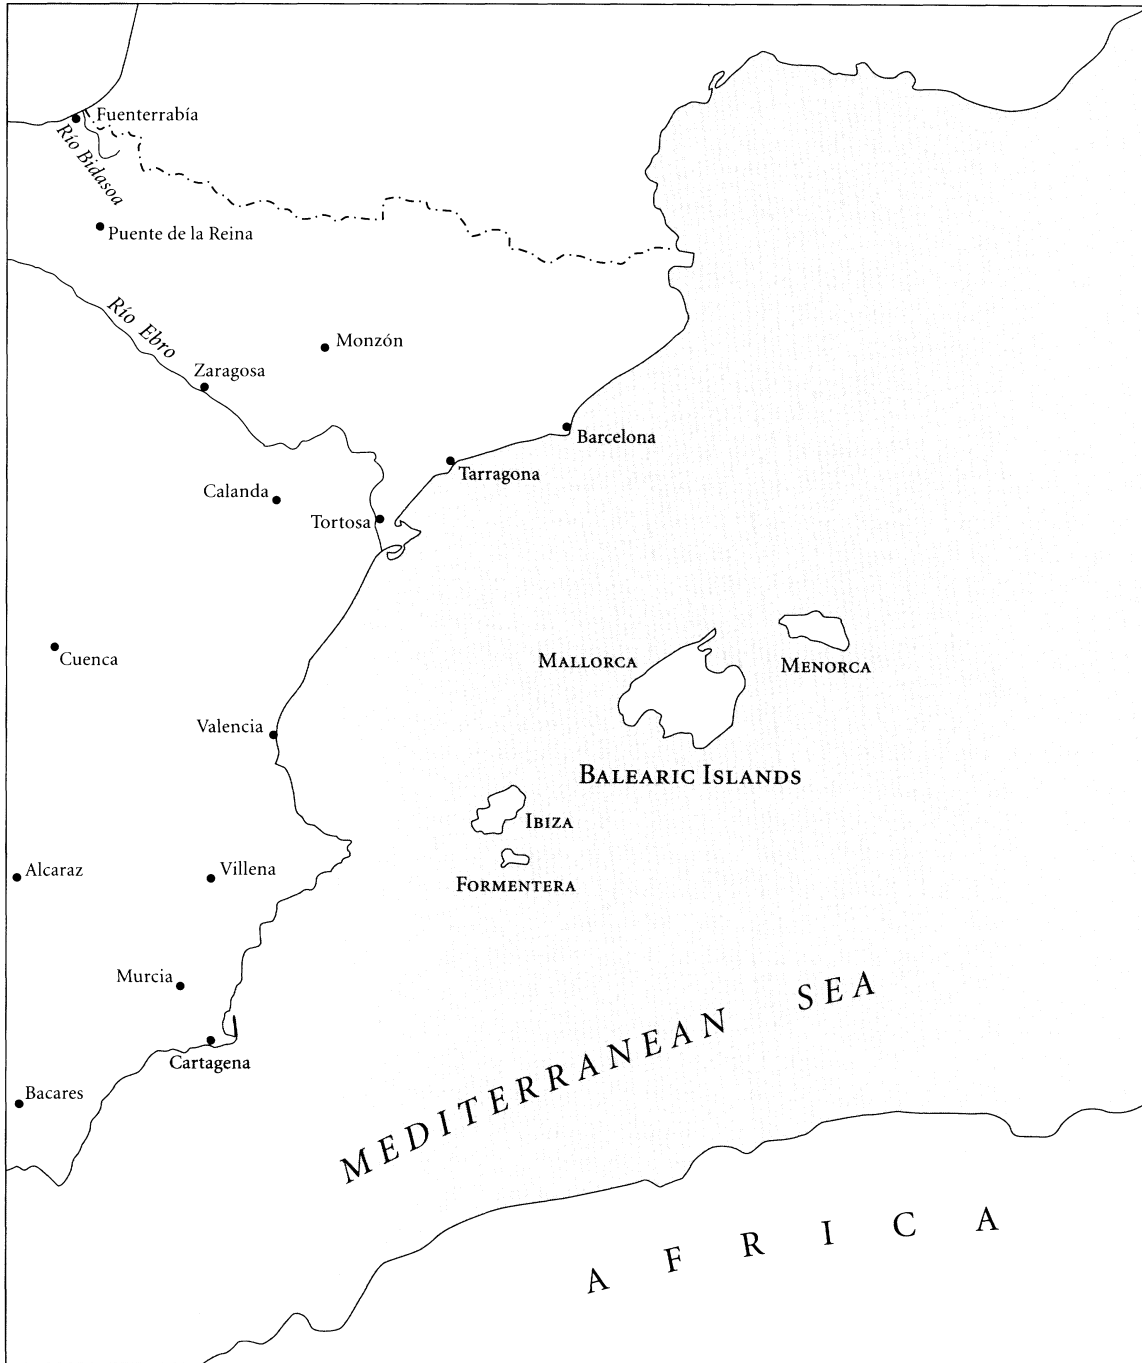 Fuenterrabía
Río Bidasoa
Puente de la Reina
Río Ebro
Monzón
Zaragosa
Barcelona
Tarragona
Calanda
Tortosa
Cuenca
MALLORCA
MENORCA
Valencia
BALEARIC ISLANDS
IBIZA
Alcaraz
Villena
FORMENTERA
Murcia
MEDITERRANEAN SEA
Cartagena
Bacares
AFRICA